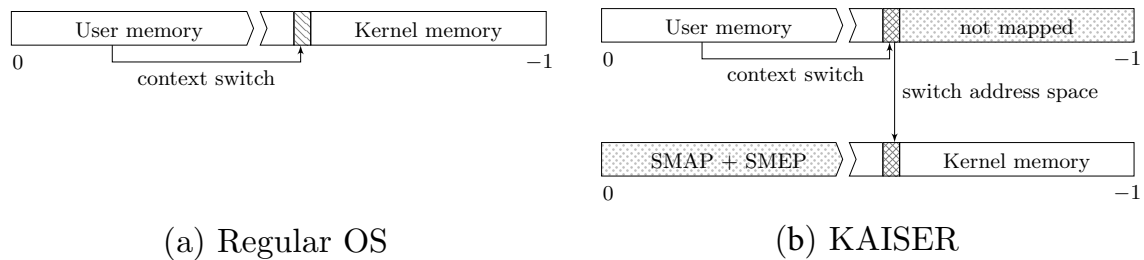 User memory
Kernel memory
0
−1
context switch
(a) Regular OS
User memory
not mapped
0
−1
context switch
switch address space
SMAP + SMEP
Kernel memory
0
−1
(b) KAISER